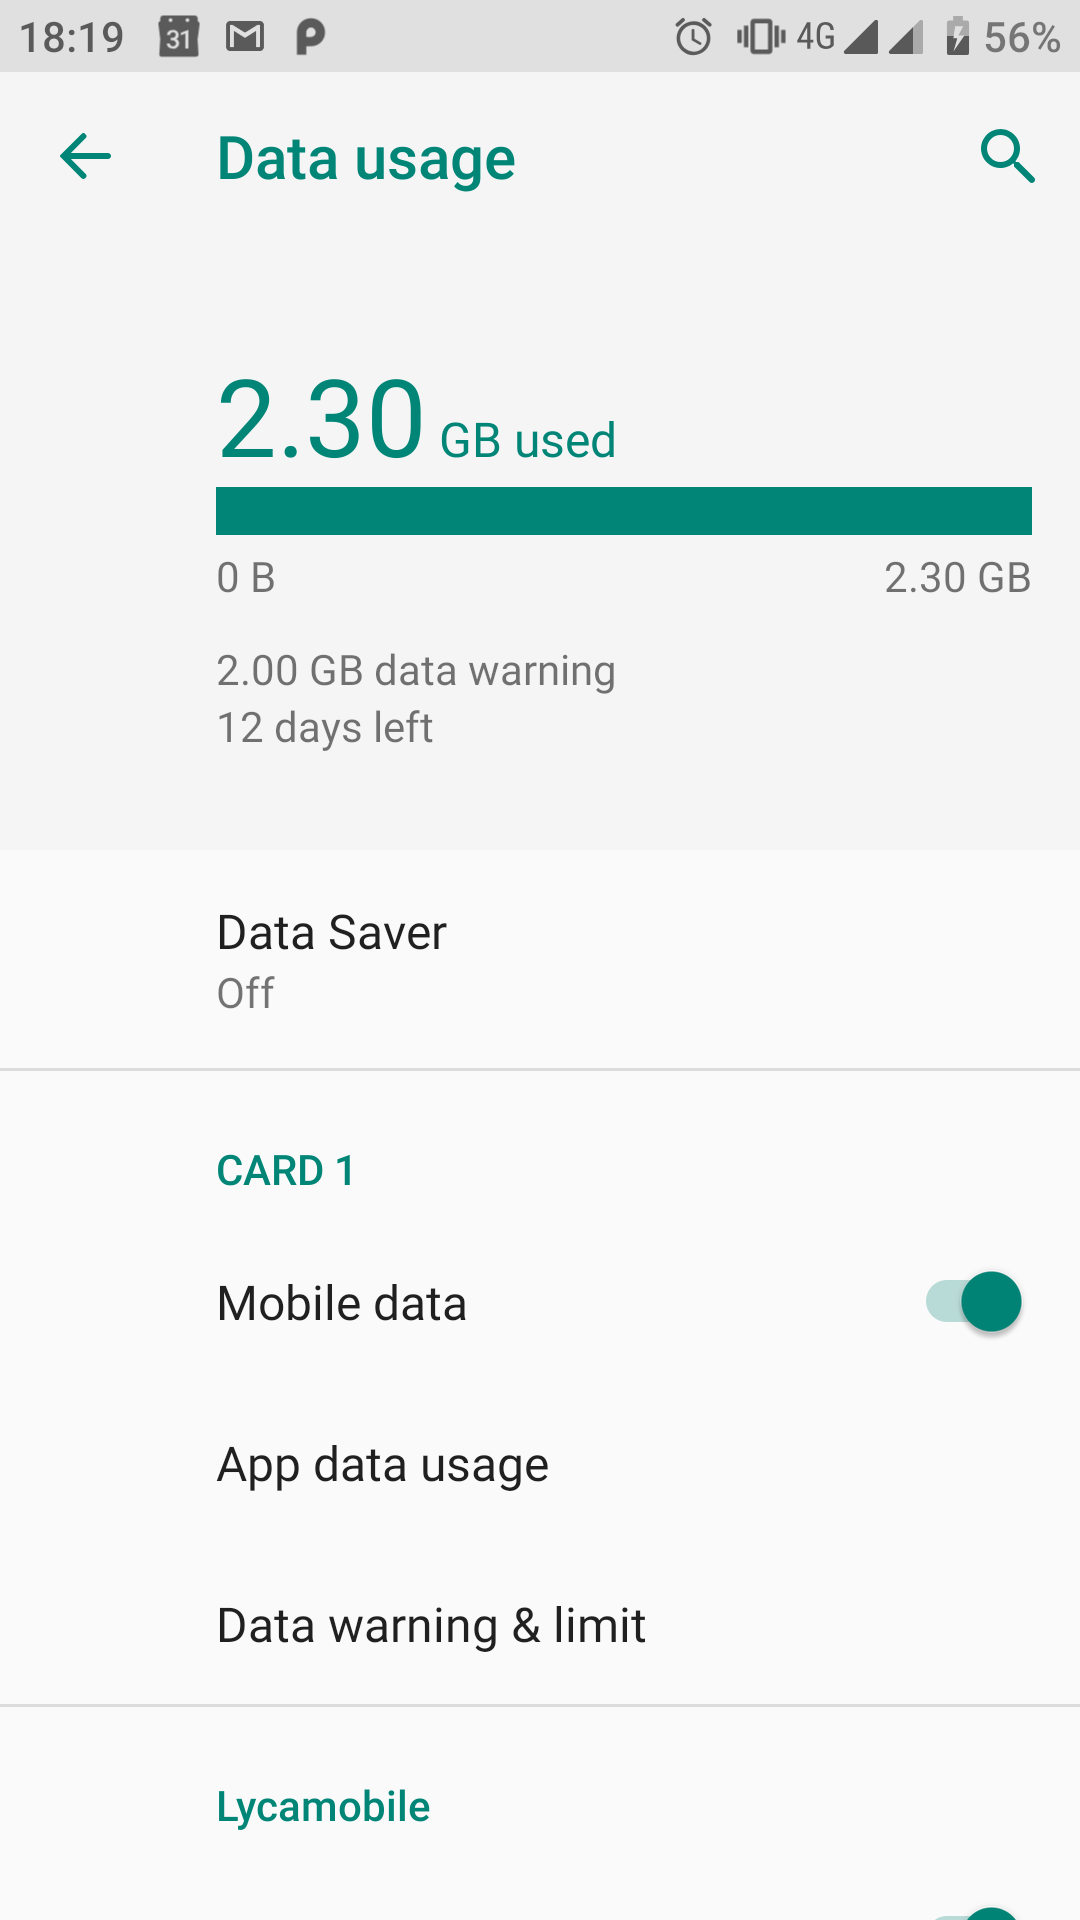 18:19 31 4G 56%
Data usage
2.30 GB used
0 B 2.30 GB
2.00 GB data warning
12 days left
Data Saver
Off
CARD 1
Mobile data
App data usage
Data warning & limit
Lycamobile